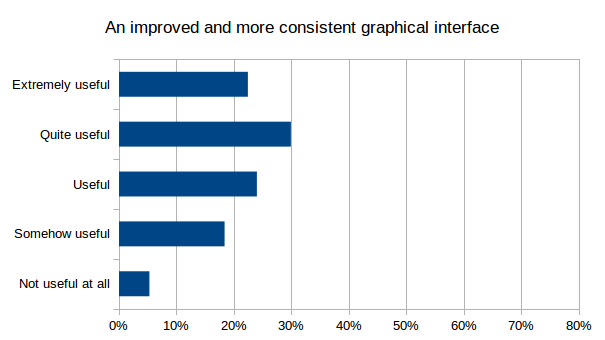 An improved and more consistent graphical interface
Extremely useful
Quite useful
Useful
Somehow useful
Not useful at all
0% 10% 20% 30% 40% 50% 60% 70% 80%